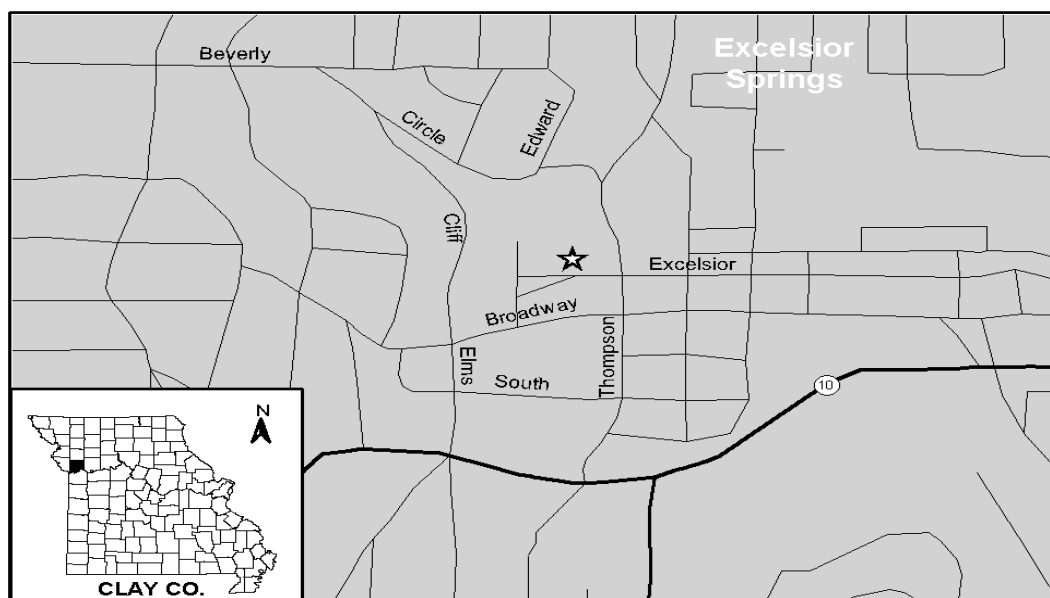 Beverly
Excelsior
Springs
Circle
Edward
Cliff
Excelsior
Broadway
Thompson
Elms
South
10
N
CLAY CO.